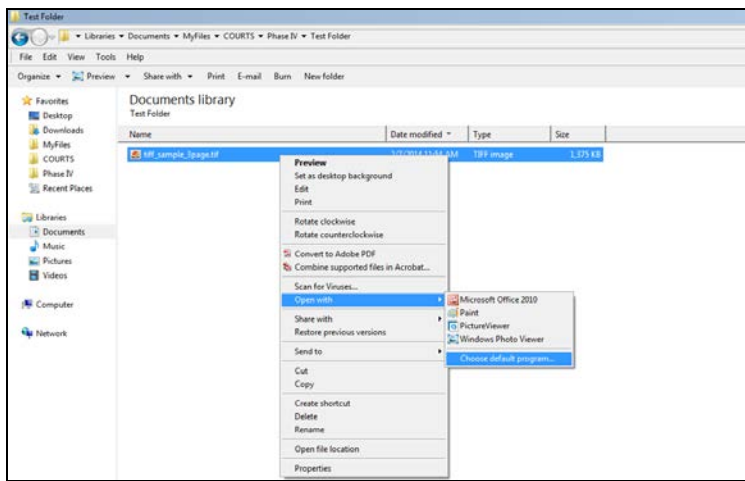 Test Folder
Libraries Documents MyFiles COURTS Phase IV Test Folder
File Edit View Tools Help
Organize Preview Share with Print E-mail Burn New folder
Favorites
Desktop
Downloads
MyFiles
COURTS
Phase IV
Recent Places
Libraries
Documents
Music
Pictures
Videos
Computer
Network
Documents library
Test Folder
Name Date modified Type Size
AM TIFF image 1,375 KB
Preview
Set as desktop background
Edit
Print
Rotate clockwise
Rotate counterclockwise
Convert to Adobe PDF
Combine supported files in Acrobat...
Scan for Viruses...
Open with
Share with
Restore previous versions
Send to
Cut
Copy
Create shortcut
Delete
Rename
Open file location
Properties
Microsoft Office 2010
Paint
PictureViewer
Windows Photo Viewer
Choose default program...